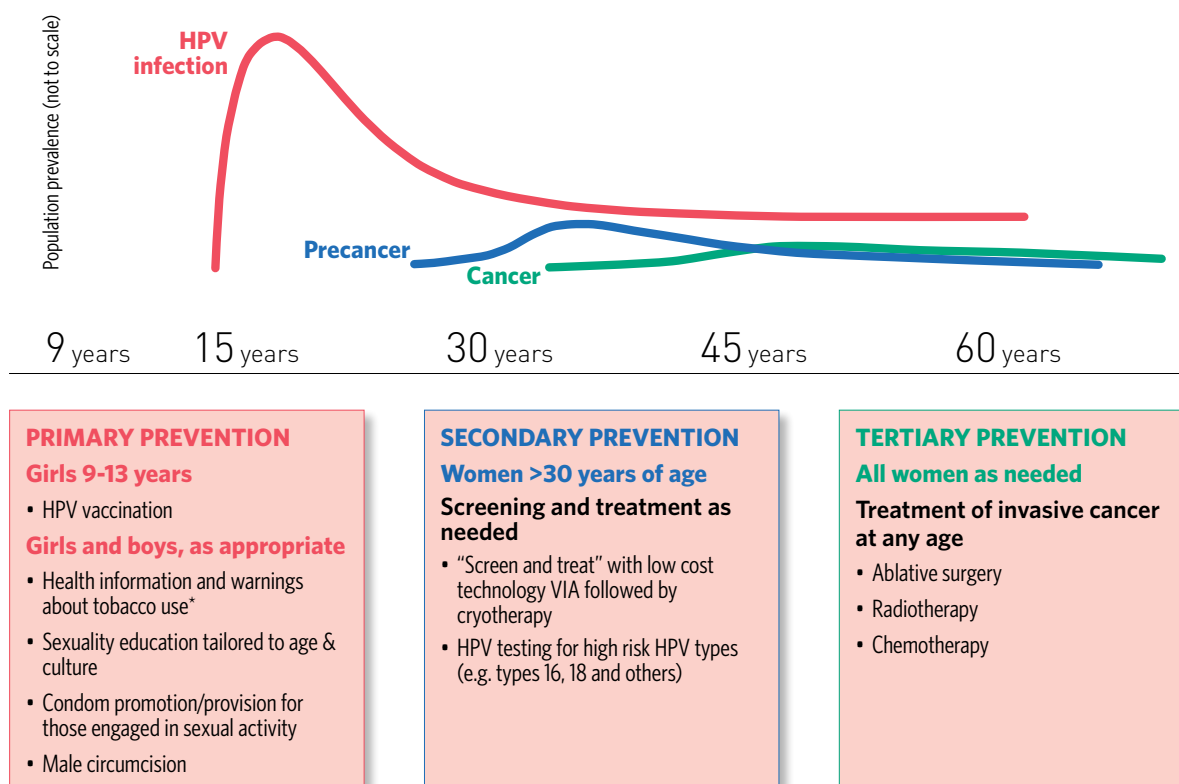 Population prevalence (not to scale)
HPV
infection
Precancer
Cancer
9 years 15 years 30 years 45 years 60 years
PRIMARY PREVENTION
Girls 9-13 years
• HPV vaccination
Girls and boys, as appropriate
• Health information and warnings
about tobacco use*
• Sexuality education tailored to age &
culture
• Condom promotion/provision for
those engaged in sexual activity
• Male circumcision
SECONDARY PREVENTION
Women >30 years of age
Screening and treatment as
needed
• “Screen and treat” with low cost
technology VIA followed by
cryotherapy
• HPV testing for high risk HPV types
(e.g. types 16, 18 and others)
TERTIARY PREVENTION
All women as needed
Treatment of invasive cancer
at any age
• Ablative surgery
• Radiotherapy
• Chemotherapy